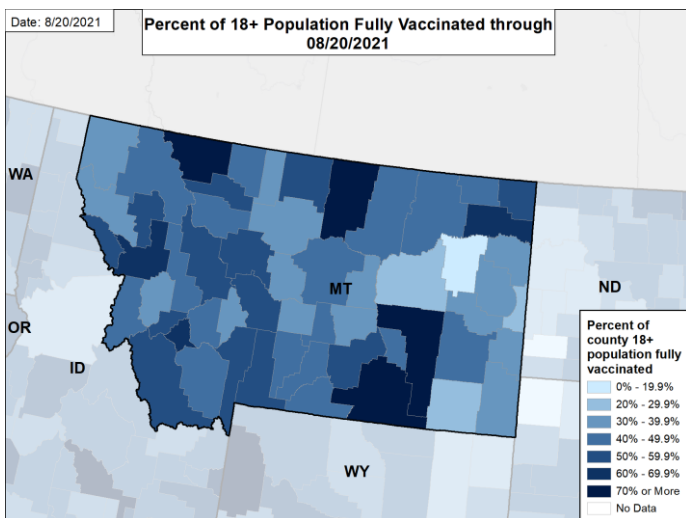 Date: 8/20/2021
Percent of 18+ Population Fully Vaccinated through
08/20/2021
WA
MT
ND
OR
ID
WY
Percent of
county 18+
population fully
vaccinated
0% - 19.9%
20% - 29.9%
30% - 39.9%
40% - 49.9%
50% - 59.9%
60% - 69.9%
70% or More
No Data